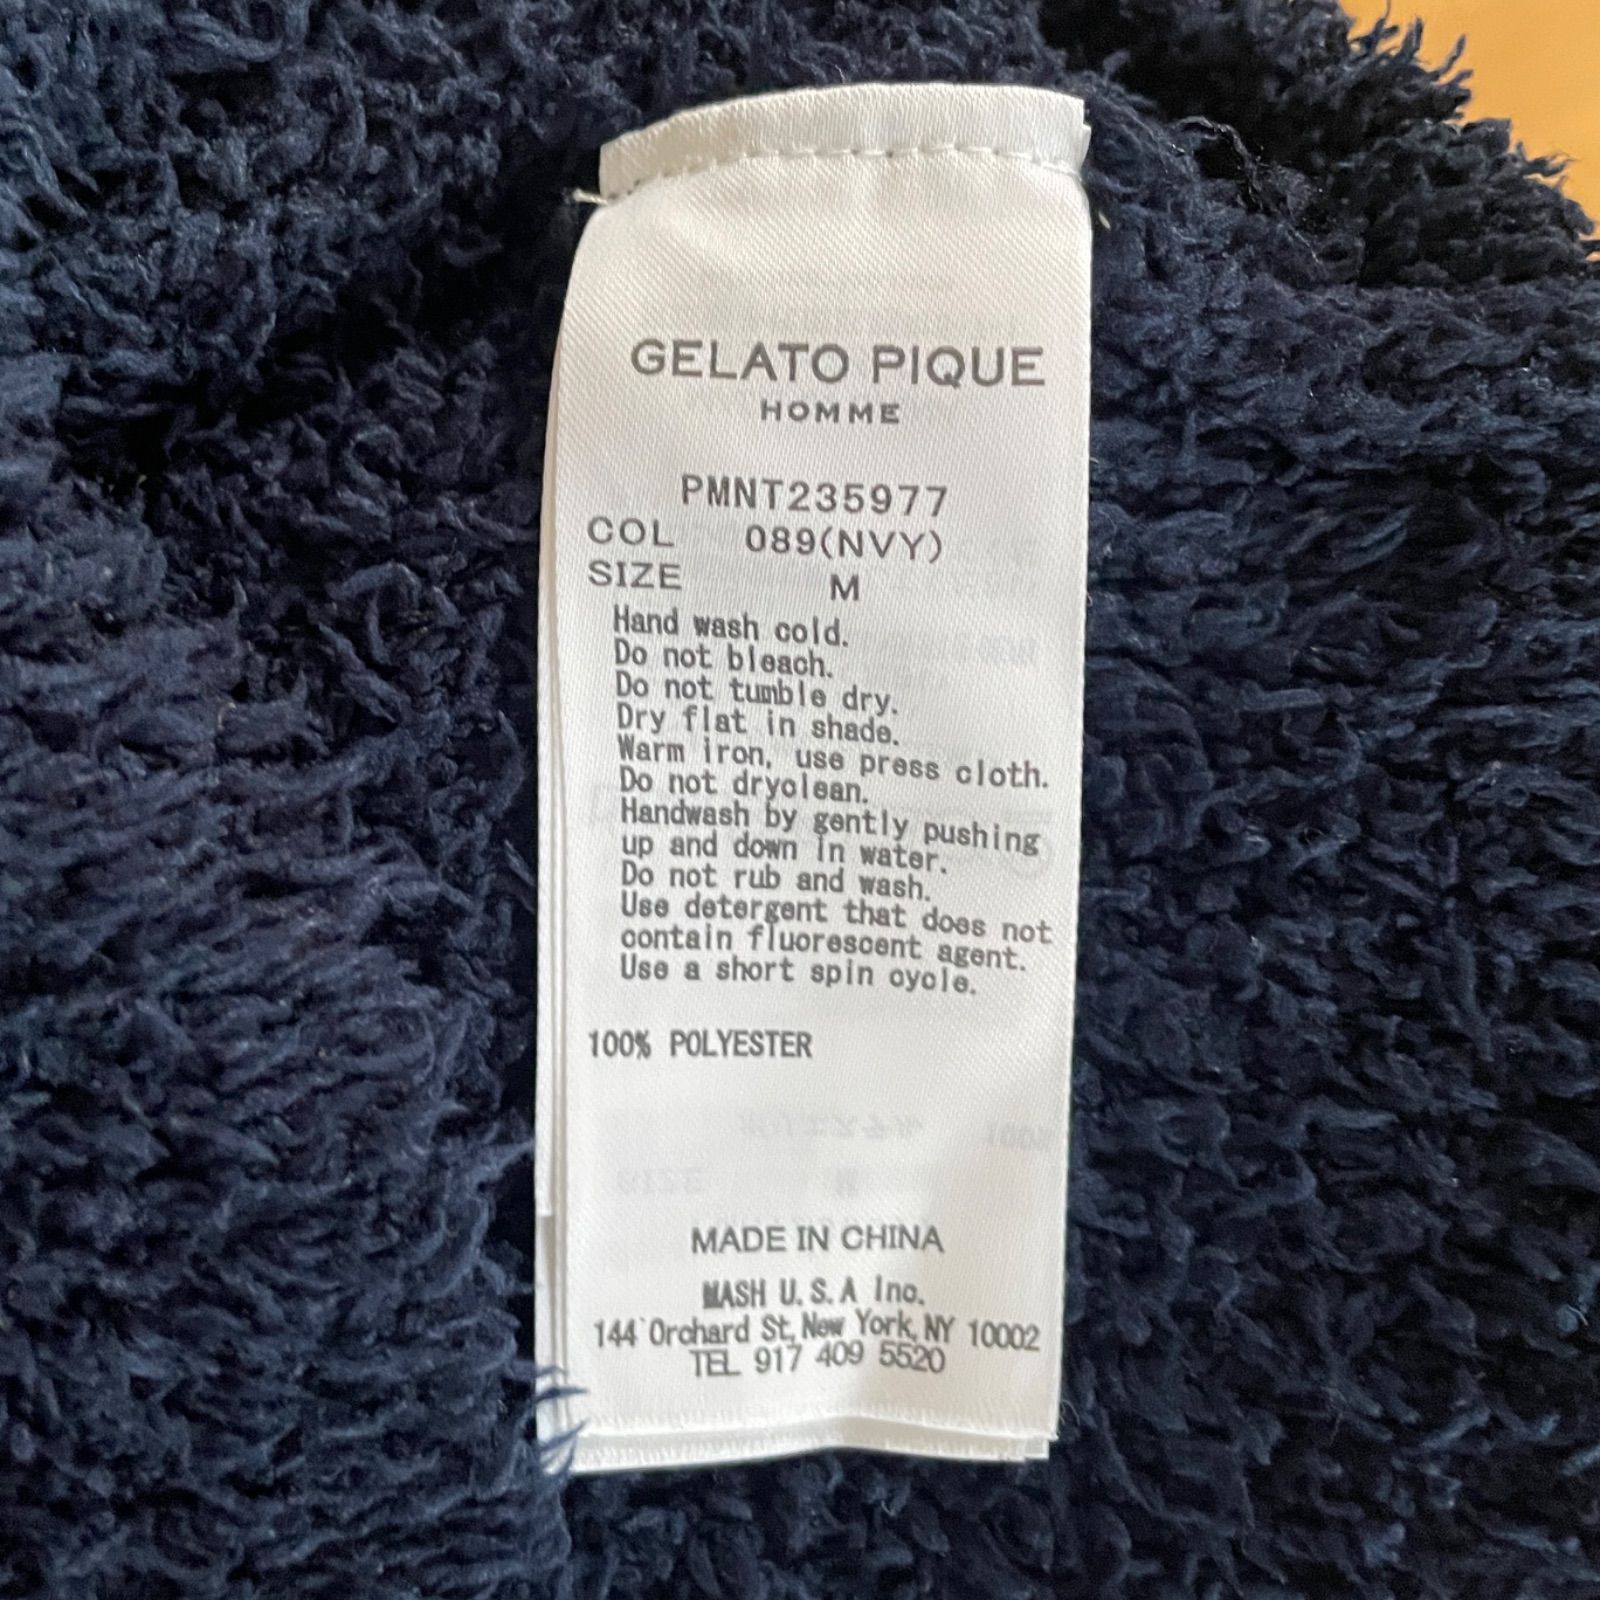 GELATO PIQUE
HOMME
PMNT235977
COL 089(NVY)
SIZE M
Hand wash cold.
Do not bleach.
Do not tumble dry.
Dry flat in shade.
Warm iron, use press cloth.
Do not dryclean.
Handwash by gently pushing
up and down in water.
Do not rub and wash.
Use detergent that does not
contain fluorescent agent.
Use a short spin cycle.
100% POLYESTER
MADE IN CHINA
MASH U.S.A Inc.
144 Orchard St, New York, NY 10002
TEL 917 409 5520